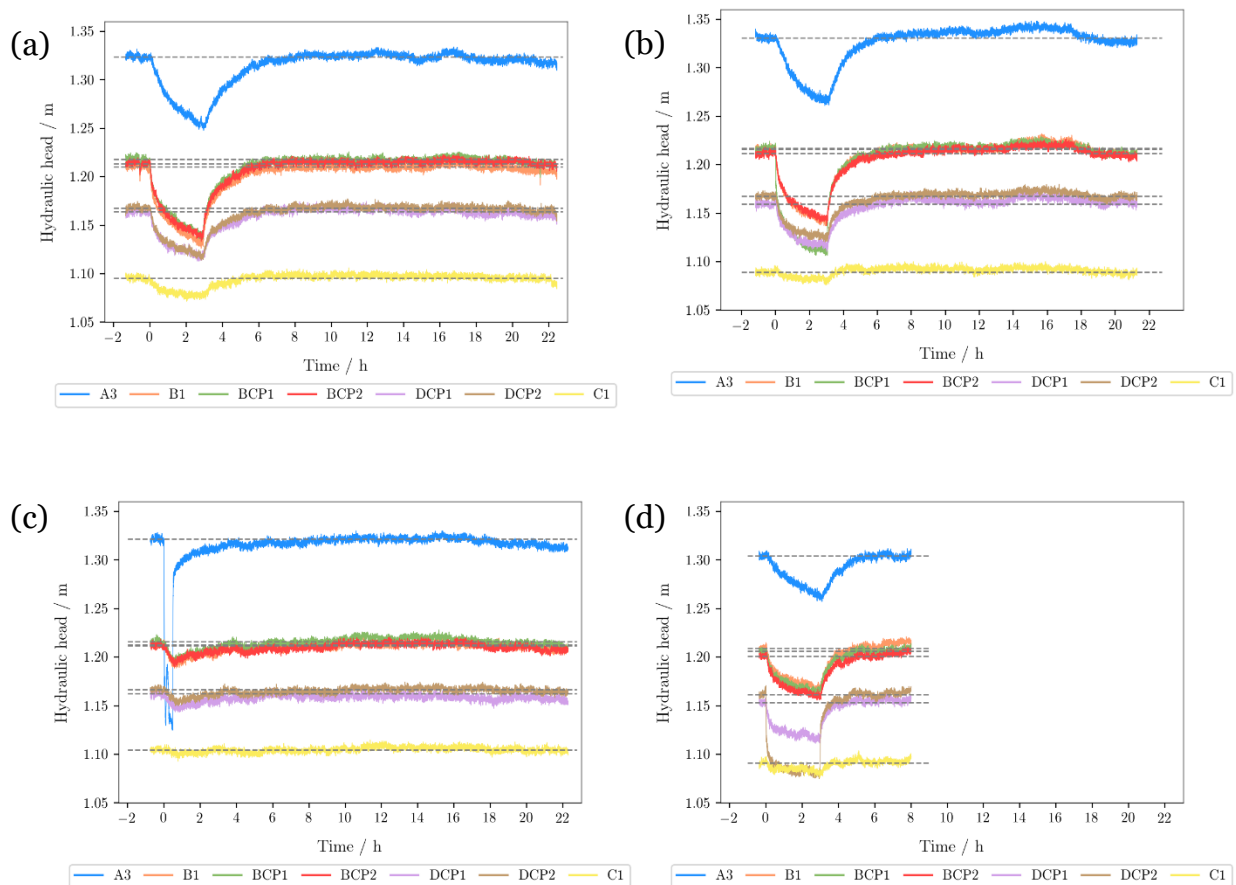 (a)
Hydraulic head / m
1.35
1.30
1.25
1.20
1.15
1.10
1.05
−2 0 2 4 6 8 10 12 14 16 18 20 22
Time / h
A3 B1 BCP1 BCP2 DCP1 DCP2 C1
(b)
Hydraulic head / m
1.35
1.30
1.25
1.20
1.15
1.10
1.05
−2 0 2 4 6 8 10 12 14 16 18 20 22
Time / h
A3 B1 BCP1 BCP2 DCP1 DCP2 C1
(c)
Hydraulic head / m
1.35
1.30
1.25
1.20
1.15
1.10
1.05
−2 0 2 4 6 8 10 12 14 16 18 20 22
Time / h
A3 B1 BCP1 BCP2 DCP1 DCP2 C1
(d)
Hydraulic head / m
1.35
1.30
1.25
1.20
1.15
1.10
1.05
−2 0 2 4 6 8 10 12 14 16 18 20 22
Time / h
A3 B1 BCP1 BCP2 DCP1 DCP2 C1